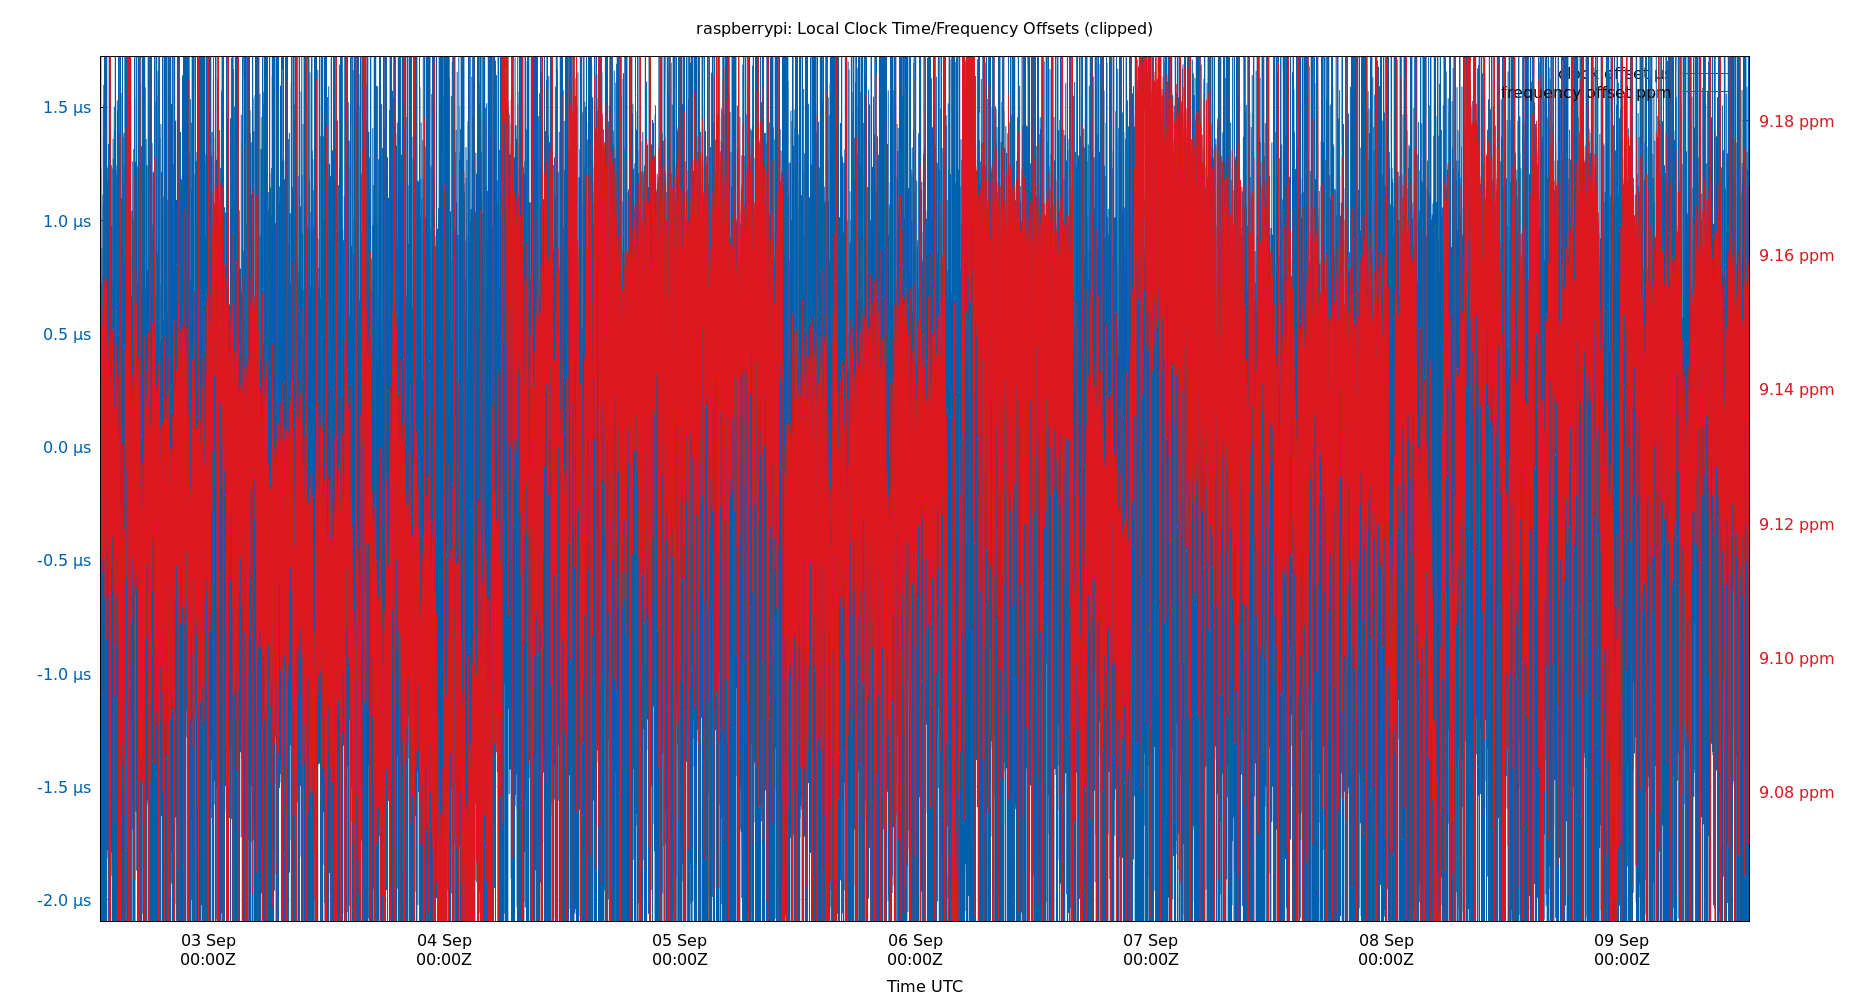 raspberrypi: Local Clock Time/Frequency Offsets (clipped)
clock offset µs
frequency offset ppm
1.5 µs
1.0 µs
0.5 µs
0.0 µs
-0.5 µs
-1.0 µs
-1.5 µs
-2.0 µs
9.18 ppm
9.16 ppm
9.14 ppm
9.12 ppm
9.10 ppm
9.08 ppm
03 Sep 04 Sep 05 Sep 06 Sep 07 Sep 08 Sep 09 Sep
00:00Z 00:00Z 00:00Z 00:00Z 00:00Z 00:00Z 00:00Z
Time UTC